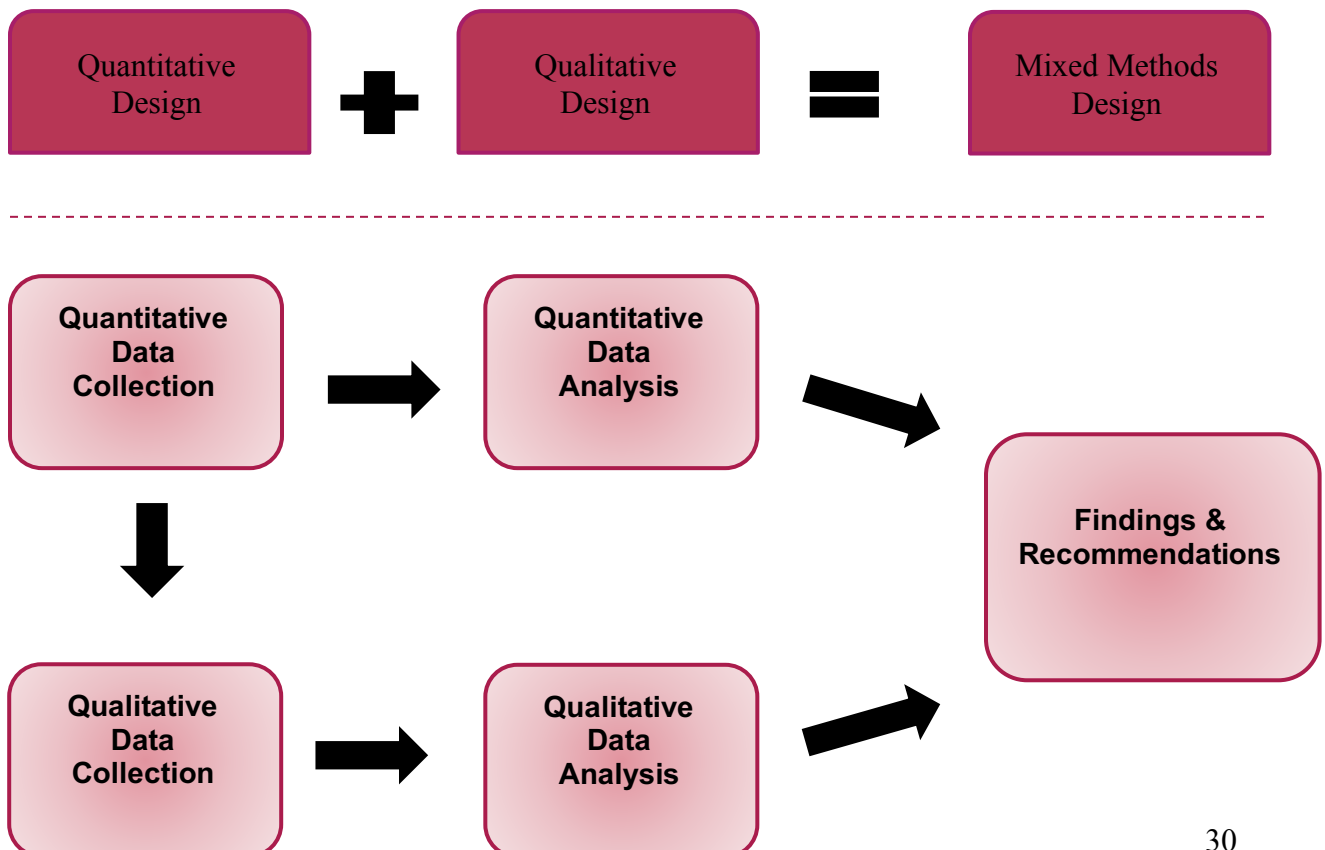 Quantitative
Design
Qualitative
Design
Mixed Methods
Design
Quantitative
Data
Collection
Quantitative
Data
Analysis
Findings &
Recommendations
Qualitative
Data
Collection
Qualitative
Data
Analysis
30